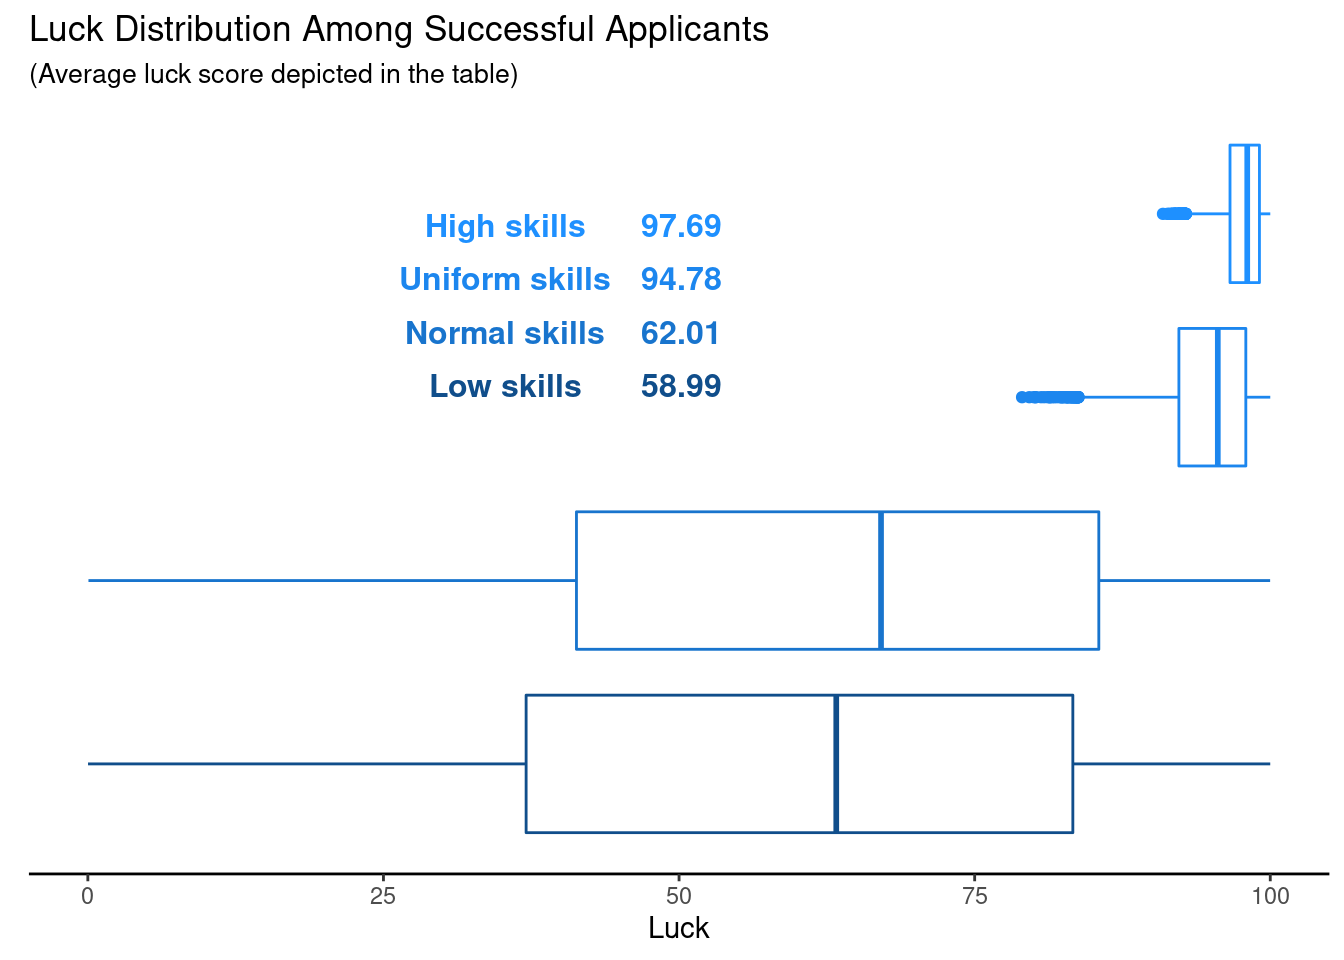 Luck Distribution Among Successful Applicants
(Average luck score depicted in the table)
High skills 97.69
Uniform skills 94.78
Normal skills 62.01
Low skills 58.99
0 25 50 75 100
Luck